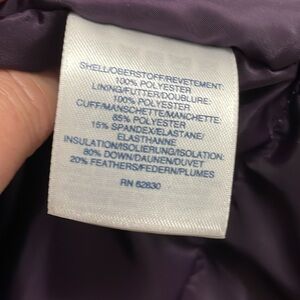 SHELL/OBERSTOFF/REVETEMENT:
100% POLYESTER
LINING/FUTTER/DOUBLURE:
100% POLYESTER
CUFF/MANSCHETTE/MANCHETTE:
85% POLYESTER
15% SPANDEX/ELASTANE/
ELASTHANNE
INSULATION/ISOLIERUNG/ISOLATION:
80% DOWN/DAUNEN/DUVET
20% FEATHERS/FEDERN/PLUMES
RN 62830